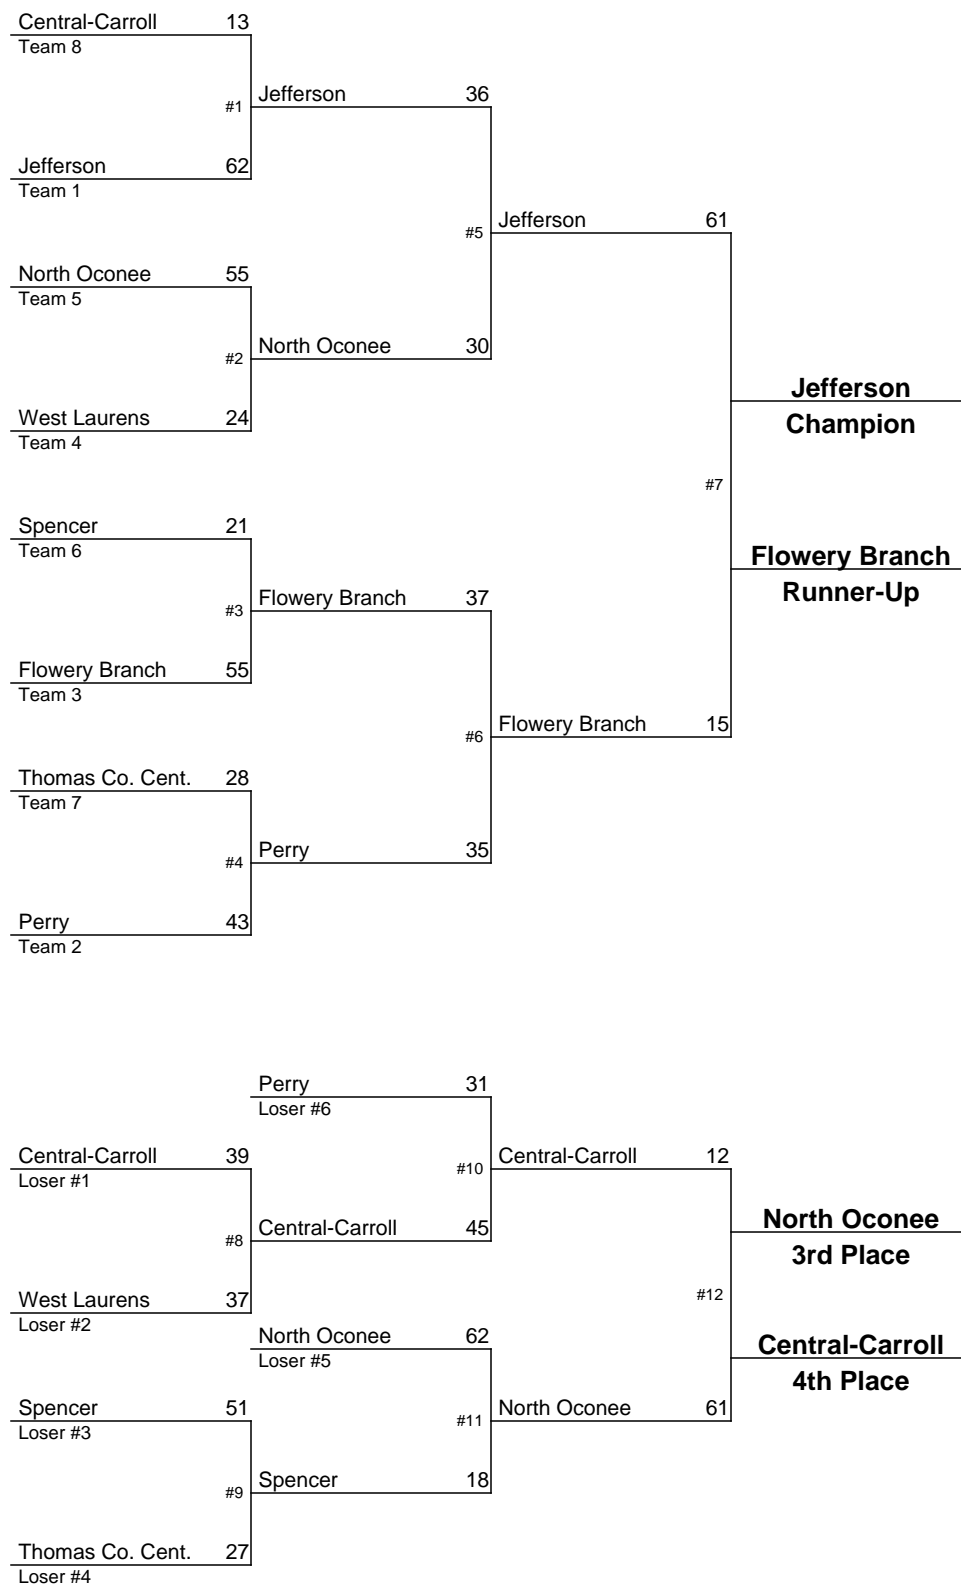 Central-Carroll 13
Team 8
#1 Jefferson 36
Jefferson 62
Team 1
#5 Jefferson 61
North Oconee 55
Team 5
#2 North Oconee 30
West Laurens 24
Team 4
Jefferson
Champion
#7
Spencer 21
Team 6
#3 Flowery Branch 37
Flowery Branch 55
Team 3
Flowery Branch
Runner-Up
#6 Flowery Branch 15
Thomas Co. Cent. 28
Team 7
#4 Perry 35
Perry 43
Team 2
Perry 31
Loser #6
Central-Carroll 39
Loser #1
#10 Central-Carroll 12
#8 Central-Carroll 45
West Laurens 37
Loser #2
North Oconee
3rd Place
#12
North Oconee 62
Loser #5
Central-Carroll
4th Place
Spencer 51
Loser #3
#11 North Oconee 61
#9 Spencer 18
Thomas Co. Cent. 27
Loser #4